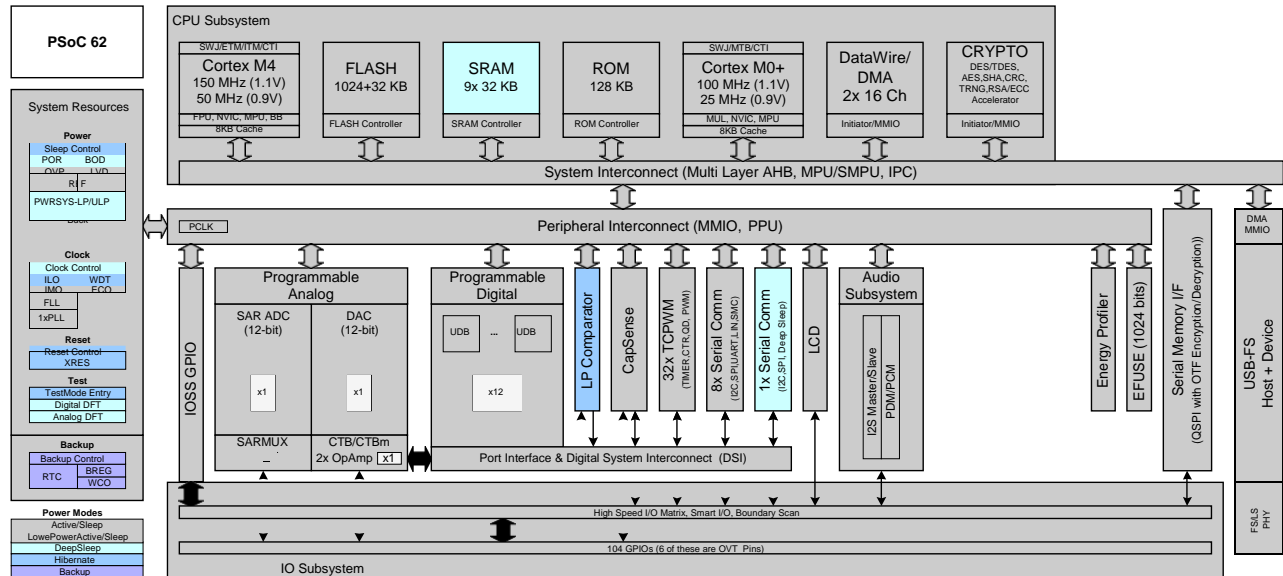 PSoC 62
System Resources
Power
Sleep Control
POR BOD
OVP LVD
REF
PWRSYS-LP/ULP
Buck
Clock
Clock Control
ILO WDT
IMO ECO
FLL
1xPLL
Reset
Reset Control
XRES
Test
TestMode Entry
Digital DFT
Analog DFT
Backup
Backup Control
RTC
BREG
WCO
Power Modes
Active/Sleep
LowePowerActive/Sleep
DeepSleep
Hibernate
Backup
CPU Subsystem
SWJ/ETM/ITM/CTI
Cortex M4
150 MHz (1.1V)
50 MHz (0.9V)
FPU, NVIC, MPU, BB
8KB Cache
FLASH
1024+32 KB
FLASH Controller
SRAM
9x 32 KB
SRAM Controller
ROM
128 KB
ROM Controller
SWJ/MTB/CTI
Cortex M0+
100 MHz (1.1V)
25 MHz (0.9V)
MUL, NVIC, MPU
8KB Cache
DataWire/
DMA
2x 16 Ch
Initiator/MMIO
CRYPTO
DES/TDES,
AES,SHA,CRC,
TRNG,RSA/ECC
Accelerator
Initiator/MMIO
System Interconnect (Multi Layer AHB, MPU/SMPU, IPC)
PCLK
Peripheral Interconnect (MMIO, PPU)
IOSS GPIO
Programmable
Analog
SAR ADC
(12-bit)
x1
DAC
(12-bit)
x1
SARMUX
...
CTB/CTBm
2x OpAmp x1
Programmable
Digital
UDB ... UDB
x12
LP Comparator
CapSense
32x TCPWM
(TIMER,CTR,QD, PWM)
8x Serial Comm
(I2C,SPI,UART,LIN,SMC)
1x Serial Comm
(I2C,SPI, Deep Sleep)
LCD
Port Interface & Digital System Interconnect (DSI)
Audio
Subsystem
I2S Master/Slave
PDM/PCM
Energy Profiler
EFUSE (1024 bits)
Serial Memory I/F
(QSPI with OTF Encryption/Decryption))
DMA
MMIO
USB-FS
Host + Device
FS/LS
PHY
High Speed I/O Matrix, Smart I/O, Boundary Scan
104 GPIOs (6 of these are OVT Pins)
IO Subsystem